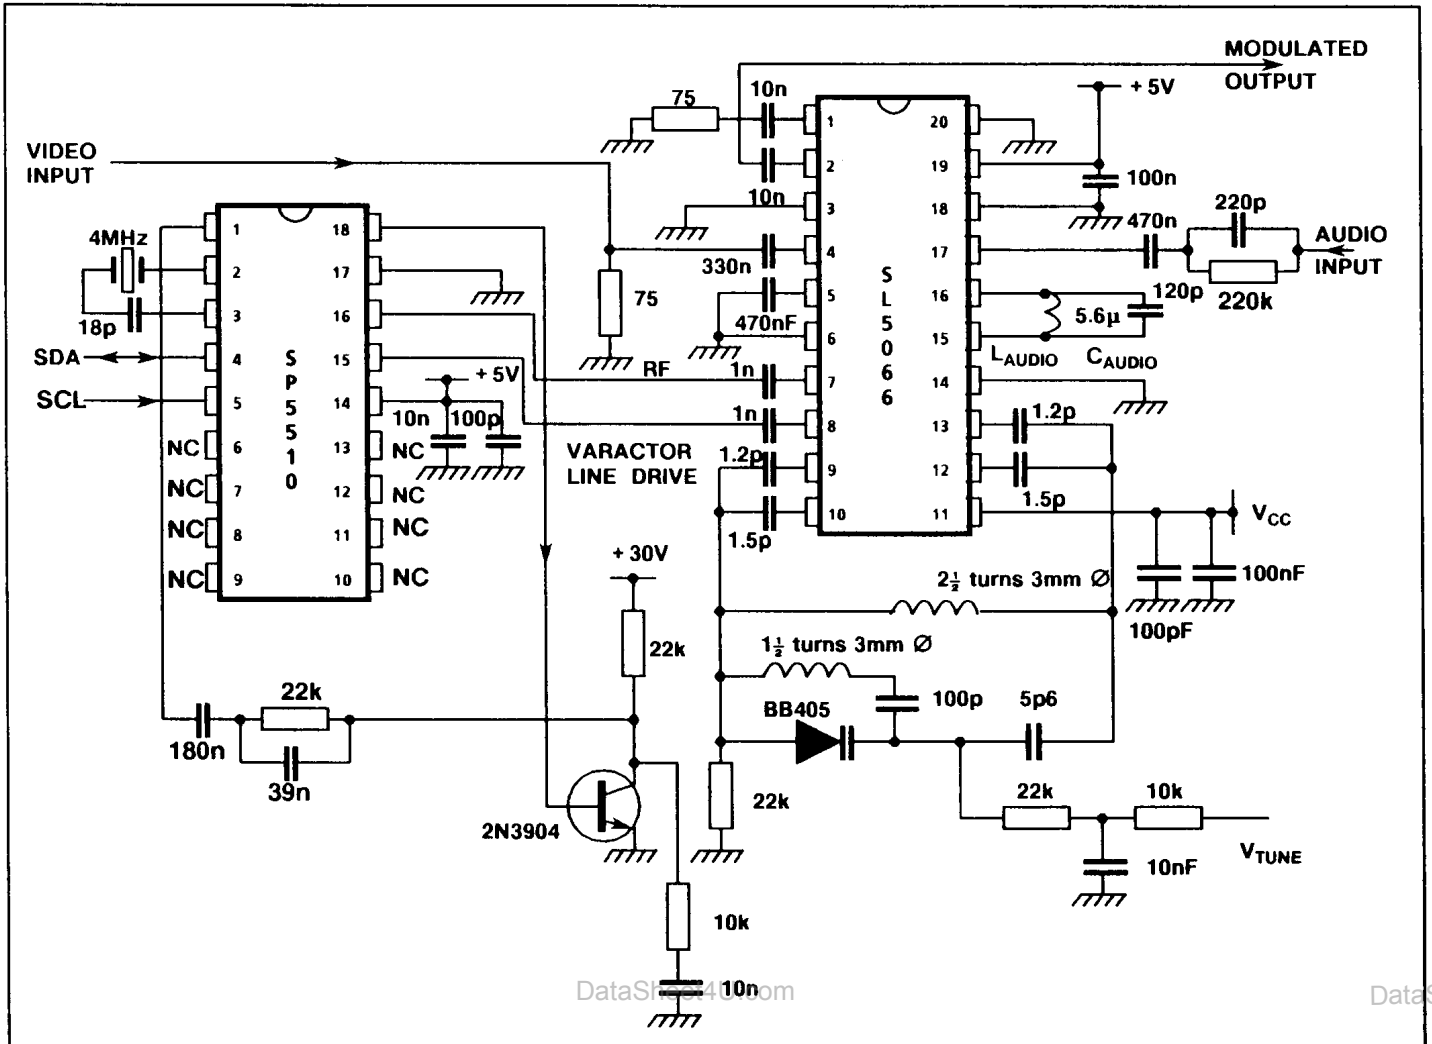 MODULATED
OUTPUT
+ 5V
75
10n
10n
VIDEO
INPUT
1
2
3
4
5
6
7
8
9
10
20
19
18
17
16
15
14
13
12
11
S
L
5
0
6
6
100n
470n
220p
AUDIO
INPUT
120p
220k
5.6µ
LAUDIO
CAUDIO
4MHz
18p
SDA
SCL
NC
NC
NC
NC
1
2
3
4
5
6
7
8
9
18
17
16
15
14
13
12
11
10
S
P
5
5
1
0
NC
NC
NC
NC
+ 5V
10n
100p
330n
75
470nF
RF
1n
1n
VARACTOR
LINE DRIVE
1.2p
1.5p
1.2p
1.5p
VCC
100nF
100pF
+ 30V
22k
2½ turns 3mm Ø
1½ turns 3mm Ø
BB405
100p
5p6
22k
180n
39n
2N3904
22k
22k
10k
VTUNE
10nF
10k
10n
DataSheet4U.com
DataS